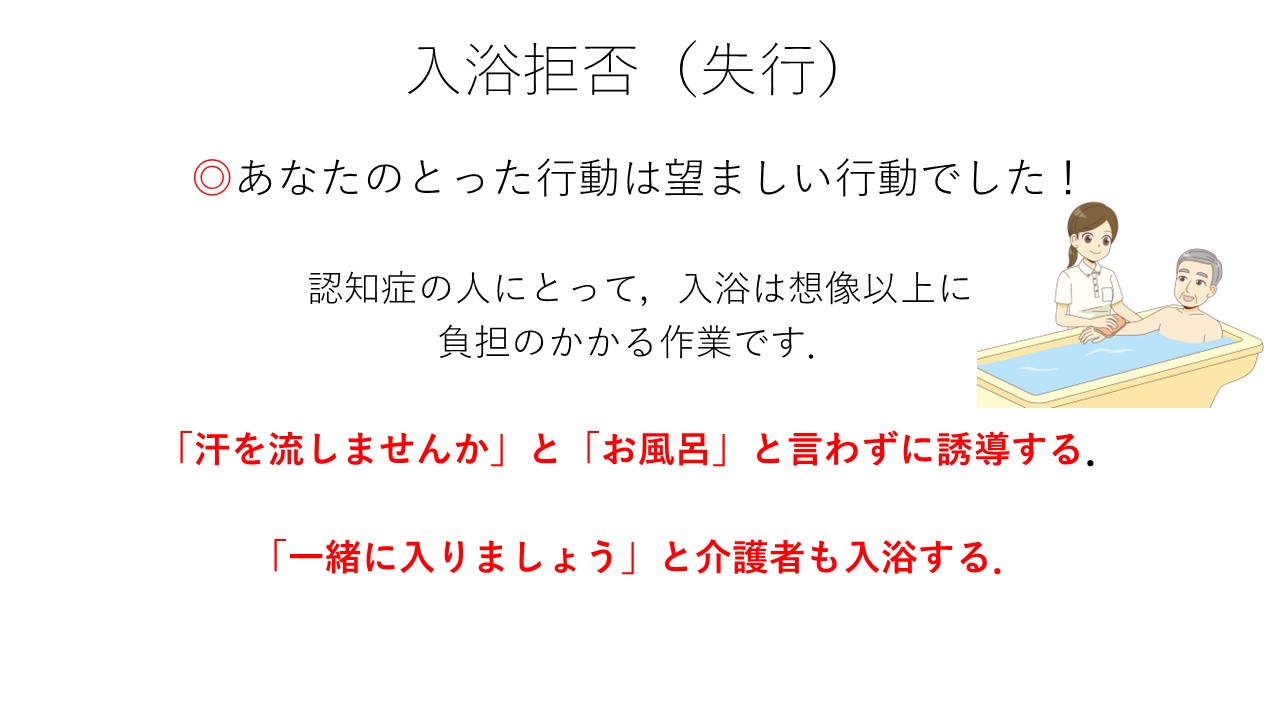 入浴拒否（失行）
◎あなたのとった行動は望ましい行動でした！
認知症の人にとって，入浴は想像以上に
負担のかかる作業です．
「汗を流しませんか」と「お風呂」と言わずに誘導する．
「一緒に入りましょう」と介護者も入浴する．